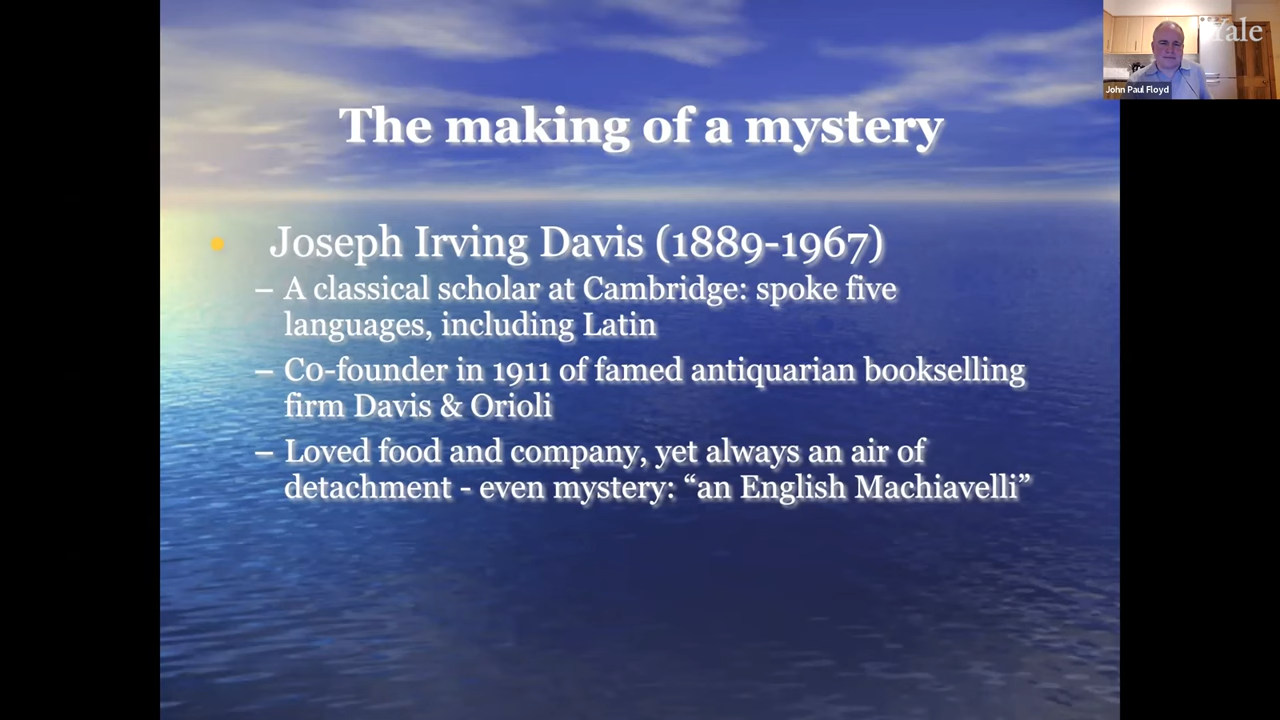 Yale
John Paul Floyd
The making of a mystery
• Joseph Irving Davis (1889-1967)
– A classical scholar at Cambridge: spoke five
languages, including Latin
– Co-founder in 1911 of famed antiquarian bookselling
firm Davis & Orioli
– Loved food and company, yet always an air of
detachment - even mystery: “an English Machiavelli”